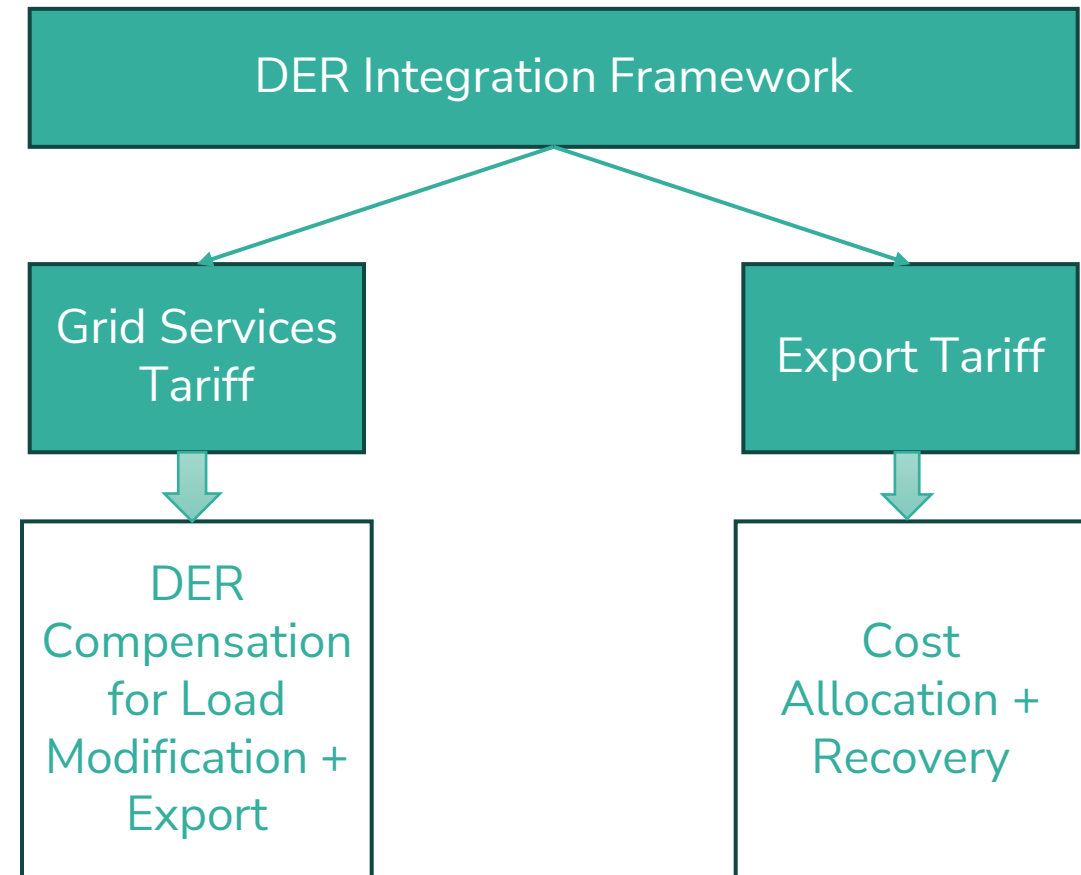 DER Integration Framework
Grid Services
Tariff
Export Tariff
DER
Compensation
for Load
Modification +
Export
Cost
Allocation +
Recovery